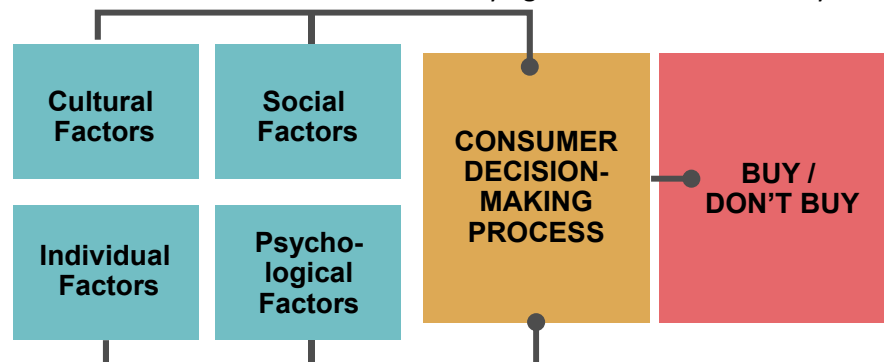 Cultural
Factors
Social
Factors
Individual
Factors
Psycho-
logical
Factors
CONSUMER
DECISION-
MAKING
PROCESS
BUY /
DON'T BUY